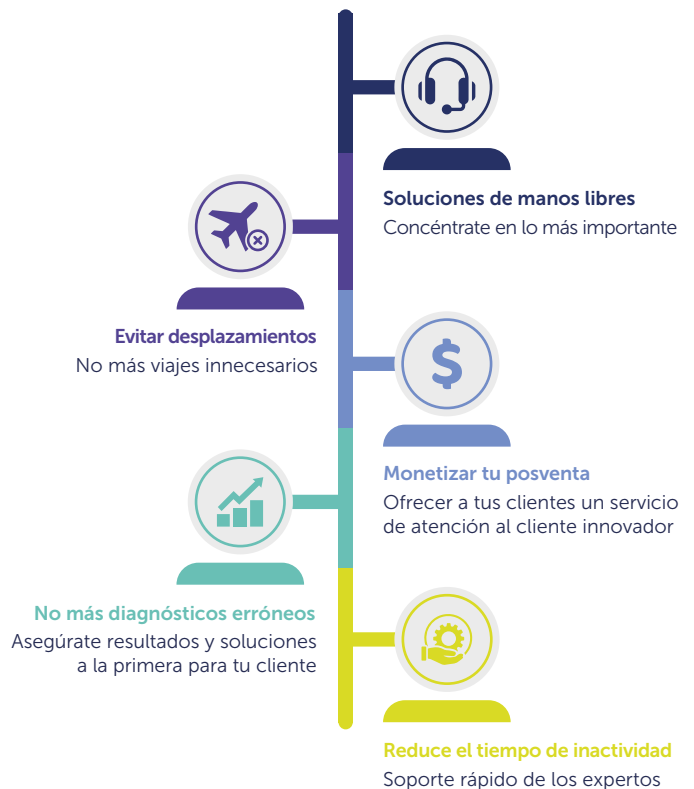 Soluciones de manos libres
Concéntrate en lo más importante
Evitar desplazamientos
No más viajes innecesarios
$
Monetizar tu posventa
Ofrecer a tus clientes un servicio
de atención al cliente innovador
No más diagnósticos erróneos
Asegúrate resultados y soluciones
a la primera para tu cliente
Reduce el tiempo de inactividad
Soporte rápido de los expertos